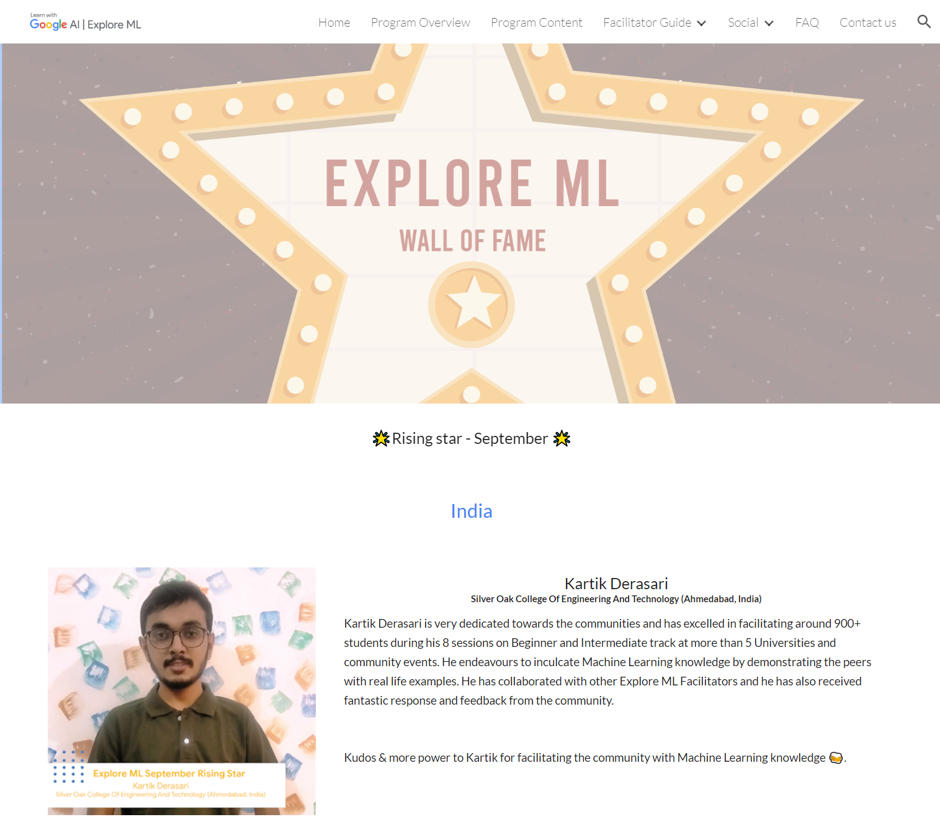 Learn with
Google AI | Explore ML
Home Program Overview Program Content Facilitator Guide Social FAQ Contact us
EXPLORE ML
WALL OF FAME
Rising star - September
India
Kartik Derasari
Silver Oak College Of Engineering And Technology (Ahmedabad, India)
Kartik Derasari is very dedicated towards the communities and has excelled in facilitating around 900+
students during his 8 sessions on Beginner and Intermediate track at more than 5 Universities and
community events. He endeavours to inculcate Machine Learning knowledge by demonstrating the peers
with real life examples. He has collaborated with other Explore ML Facilitators and he has also received
fantastic response and feedback from the community.
Kudos & more power to Kartik for facilitating the community with Machine Learning knowledge .
Explore ML September Rising Star
Kartik Derasari
Silver Oak College Of Engineering And Technology (Ahmedabad, India)